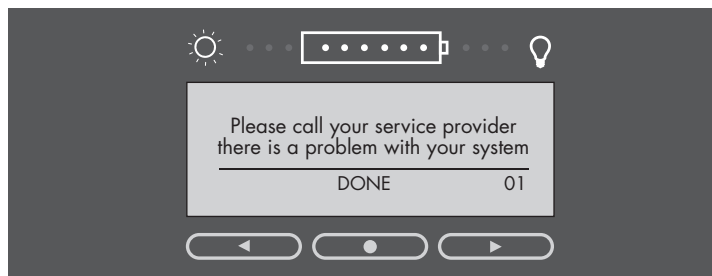 Please call your service provider
there is a problem with your system
DONE 01